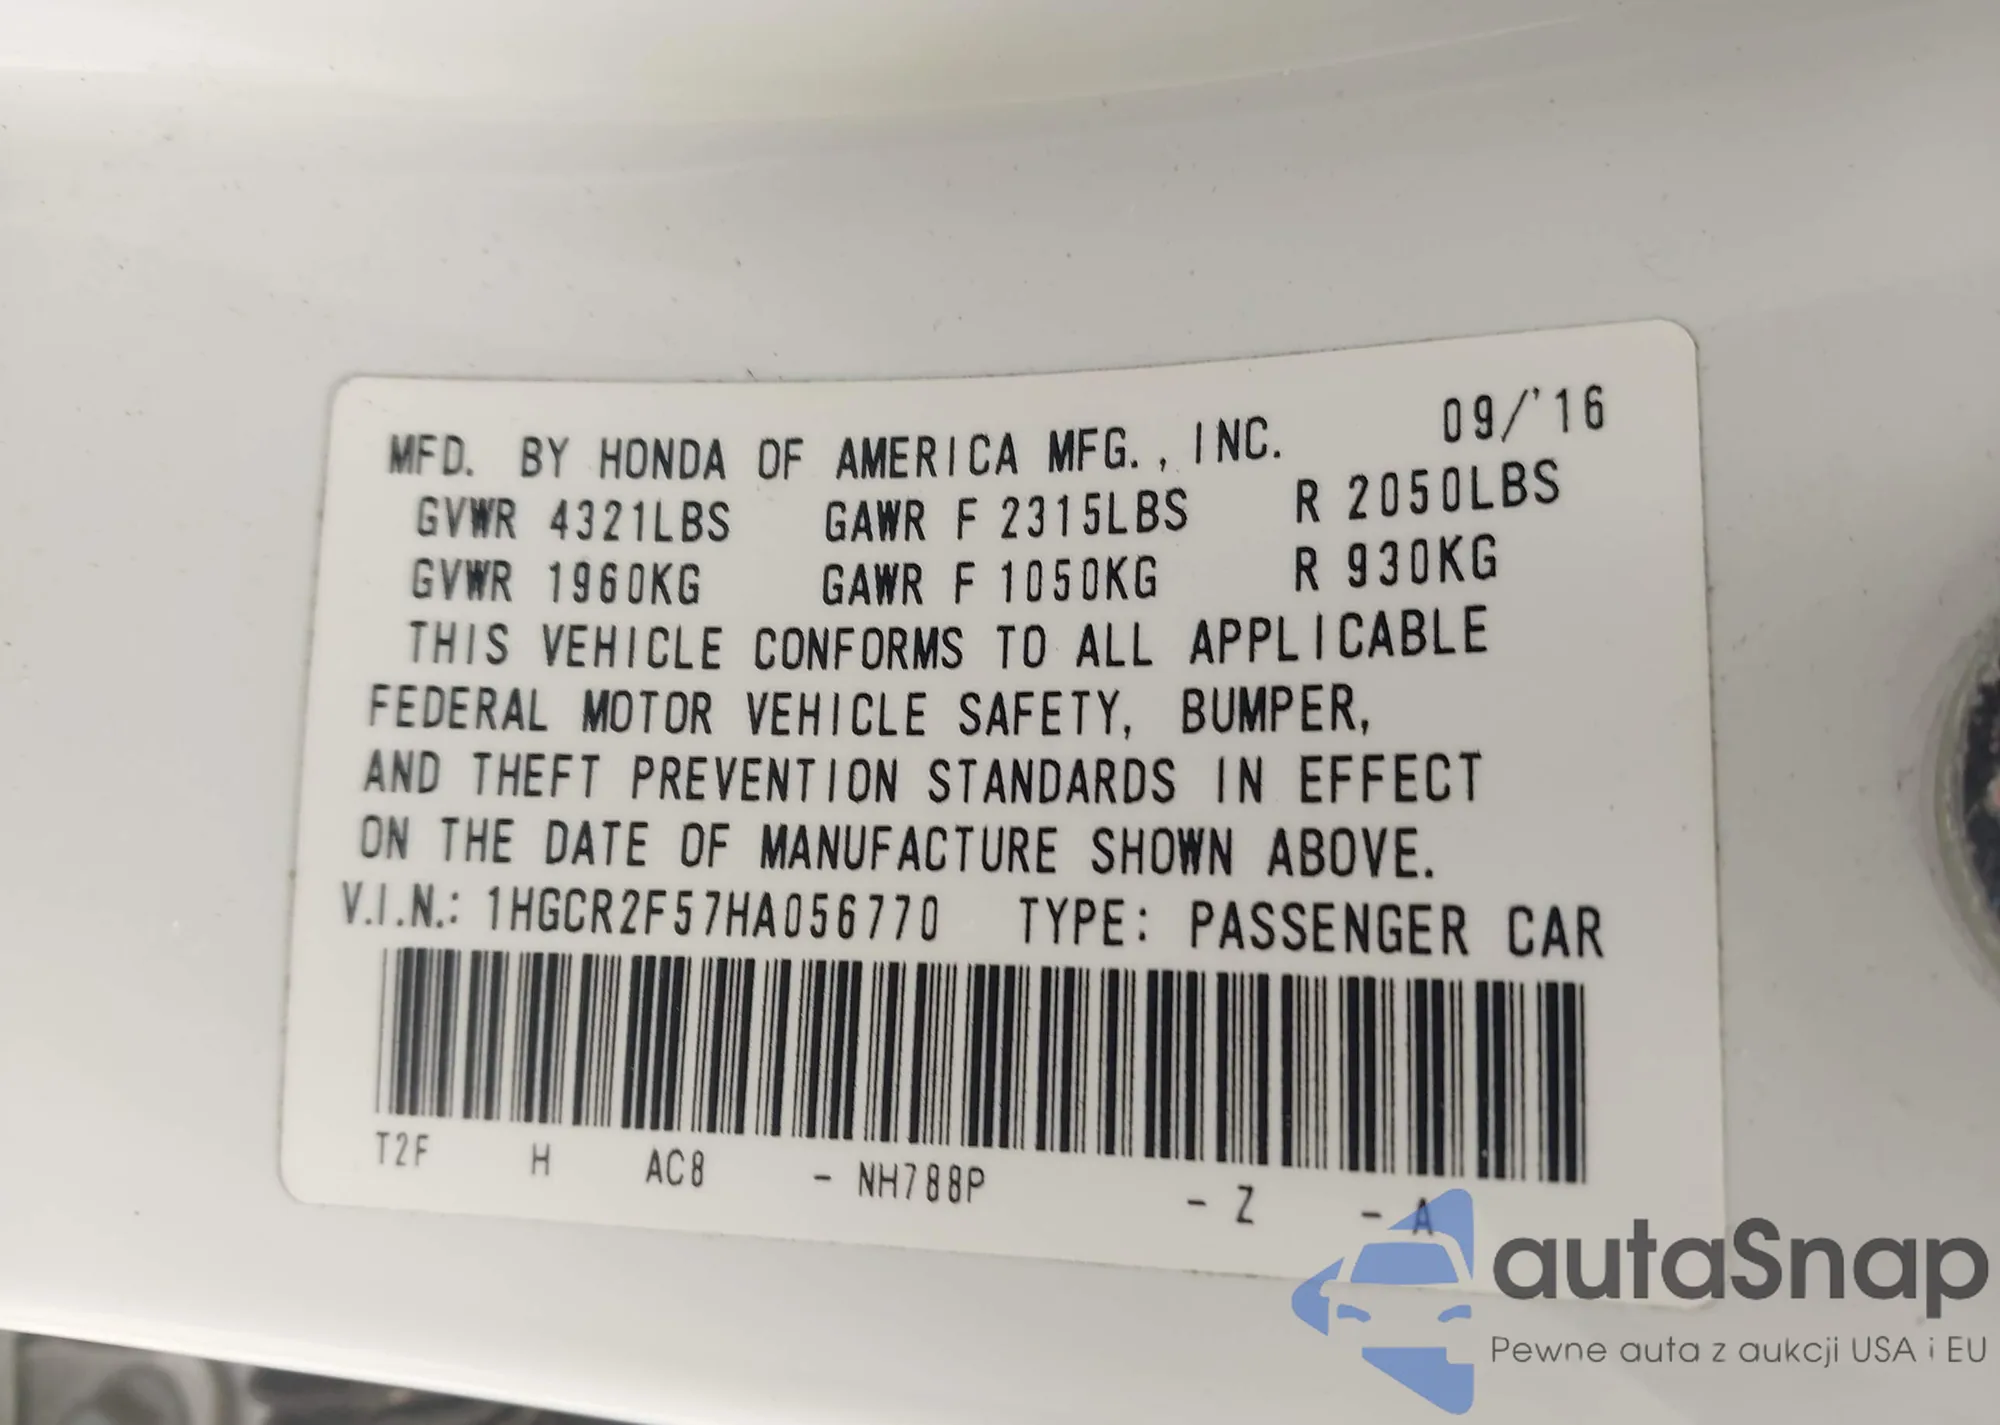 MFD. BY HONDA OF AMERICA MFG., INC. 09/'16
GVWR 4321LBS GAWR F 2315LBS R 2050LBS
GVWR 1960KG GAWR F 1050KG R 930KG
THIS VEHICLE CONFORMS TO ALL APPLICABLE
FEDERAL MOTOR VEHICLE SAFETY, BUMPER,
AND THEFT PREVENTION STANDARDS IN EFFECT
ON THE DATE OF MANUFACTURE SHOWN ABOVE.
V.I.N.: 1HGCR2F57HA056770 TYPE: PASSENGER CAR
T2F H AC8 - NH788P - Z - A
autaSnap
Pewne auta z aukcji USA i EU